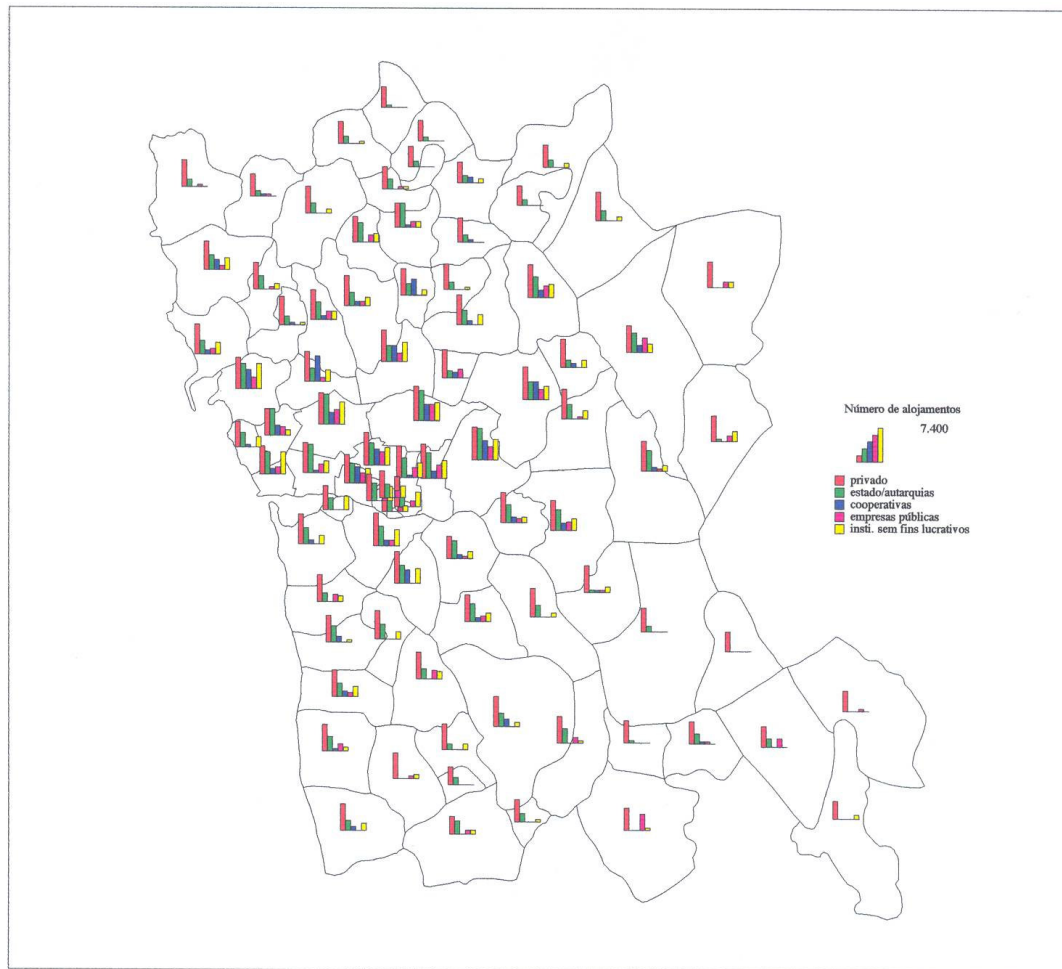 Número de alojamentos
7.400
privado
estado/autarquias
cooperativas
empresas públicas
insti. sem fins lucrativos